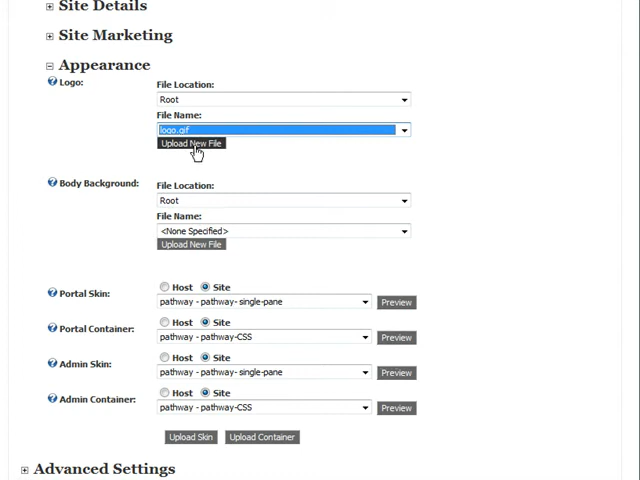 Site Details
Site Marketing
Appearance
Logo:
File Location:
Root
File Name:
logo.gif
Upload New File
Body Background:
File Location:
Root
File Name:
<None Specified>
Upload New File
Host Site
Portal Skin:
pathway - pathway- single-pane
Preview
Host Site
Portal Container:
pathway - pathway-CSS
Preview
Host Site
Admin Skin:
pathway - pathway- single-pane
Preview
Host Site
Admin Container:
pathway - pathway-CSS
Preview
Upload Skin Upload Container
Advanced Settings